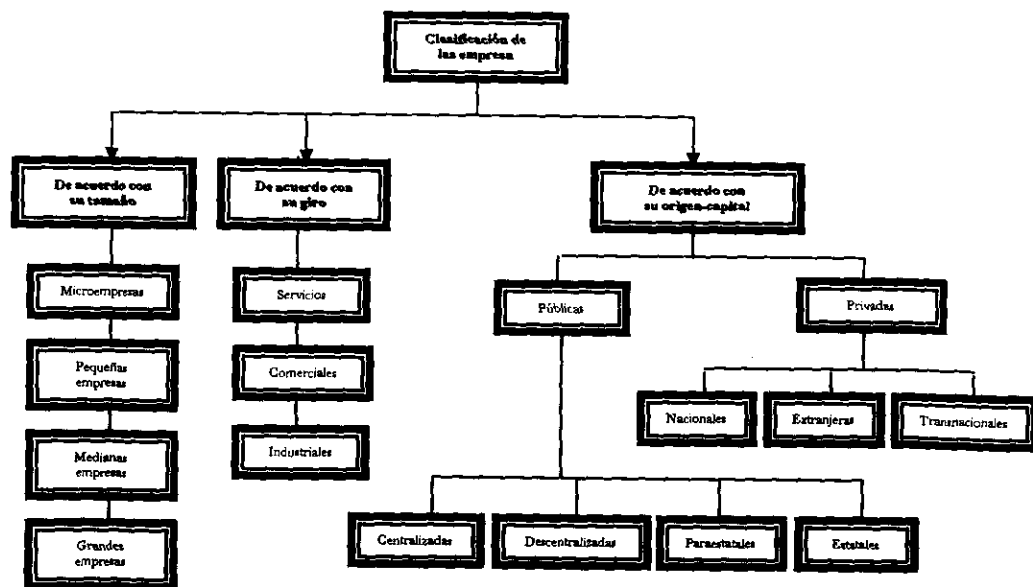 Clasificación de
las empresa
De acuerdo con
su tamaño
De acuerdo con
su giro
De acuerdo con
su origen-capital
Microempresas
Servicios
Públicas
Privadas
Pequeñas
empresas
Comerciales
Nacionales
Extranjeras
Transnacionales
Medianas
empresas
Industriales
Centralizadas
Descentralizadas
Paraestatales
Estatales
Grandes
empresas